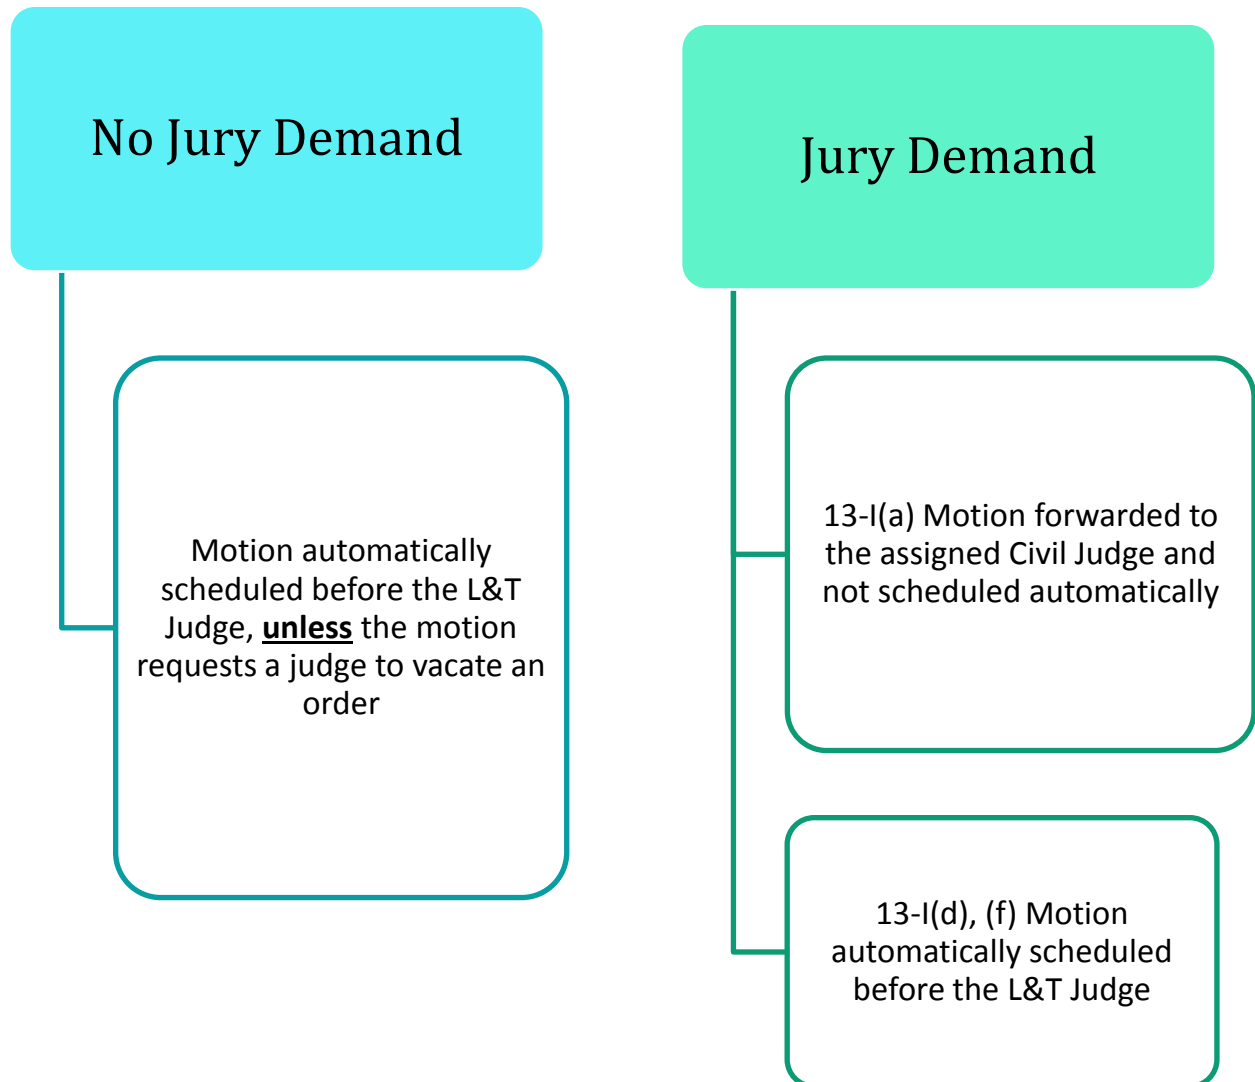 No Jury Demand
Motion automatically
scheduled before the L&T
Judge, unless the motion
requests a judge to vacate an
order
Jury Demand
13-I(a) Motion forwarded to
the assigned Civil Judge and
not scheduled automatically
13-I(d), (f) Motion
automatically scheduled
before the L&T Judge